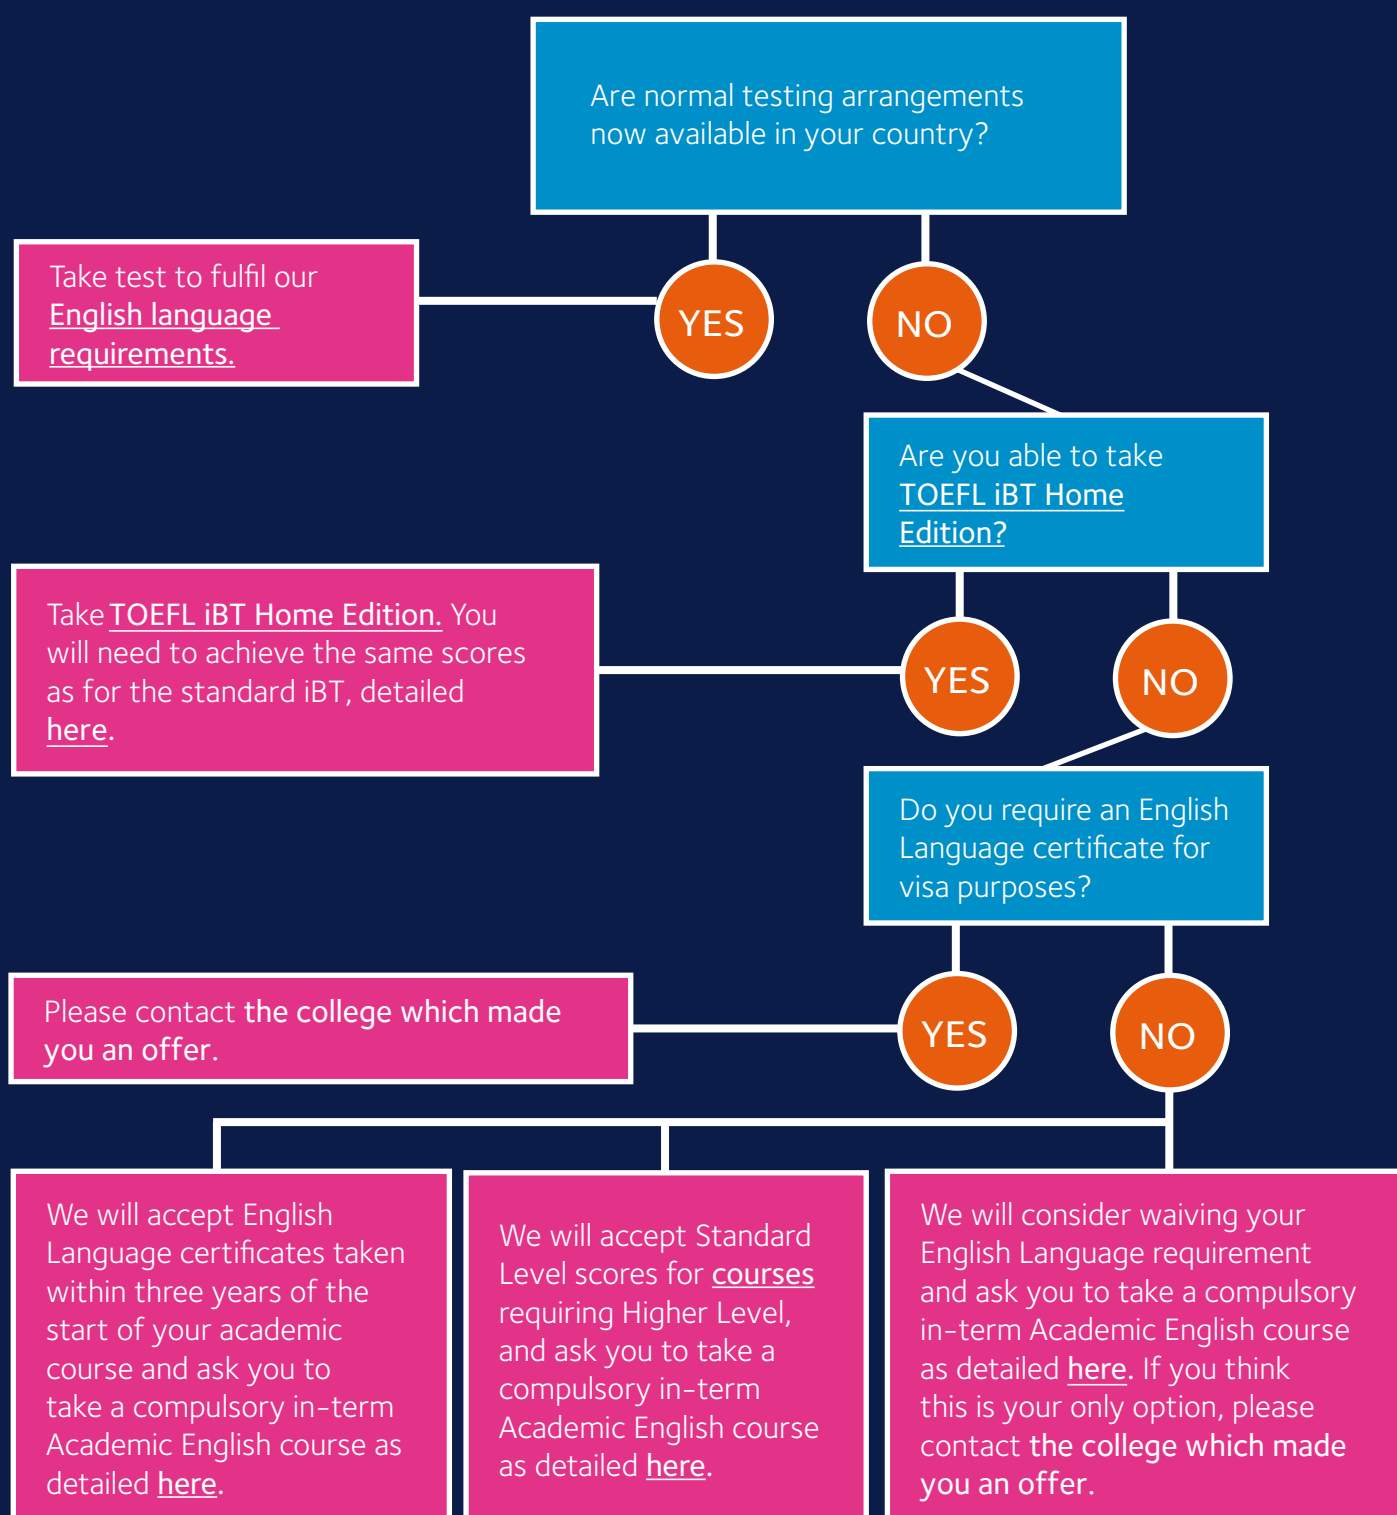 Are normal testing arrangements
now available in your country?
Take test to fulfil our
English language
requirements.
YES
NO
Are you able to take
TOEFL iBT Home
Edition?
Take TOEFL iBT Home Edition. You
will need to achieve the same scores
as for the standard iBT, detailed
here.
YES
NO
Do you require an English
Language certificate for
visa purposes?
Please contact the college which made
you an offer.
YES
NO
We will accept English
Language certificates taken
within three years of the
start of your academic
course and ask you to
take a compulsory in-term
Academic English course as
detailed here.
We will accept Standard
Level scores for courses
requiring Higher Level,
and ask you to take a
compulsory in-term
Academic English course
as detailed here.
We will consider waiving your
English Language requirement
and ask you to take a compulsory
in-term Academic English course
as detailed here. If you think
this is your only option, please
contact the college which made
you an offer.